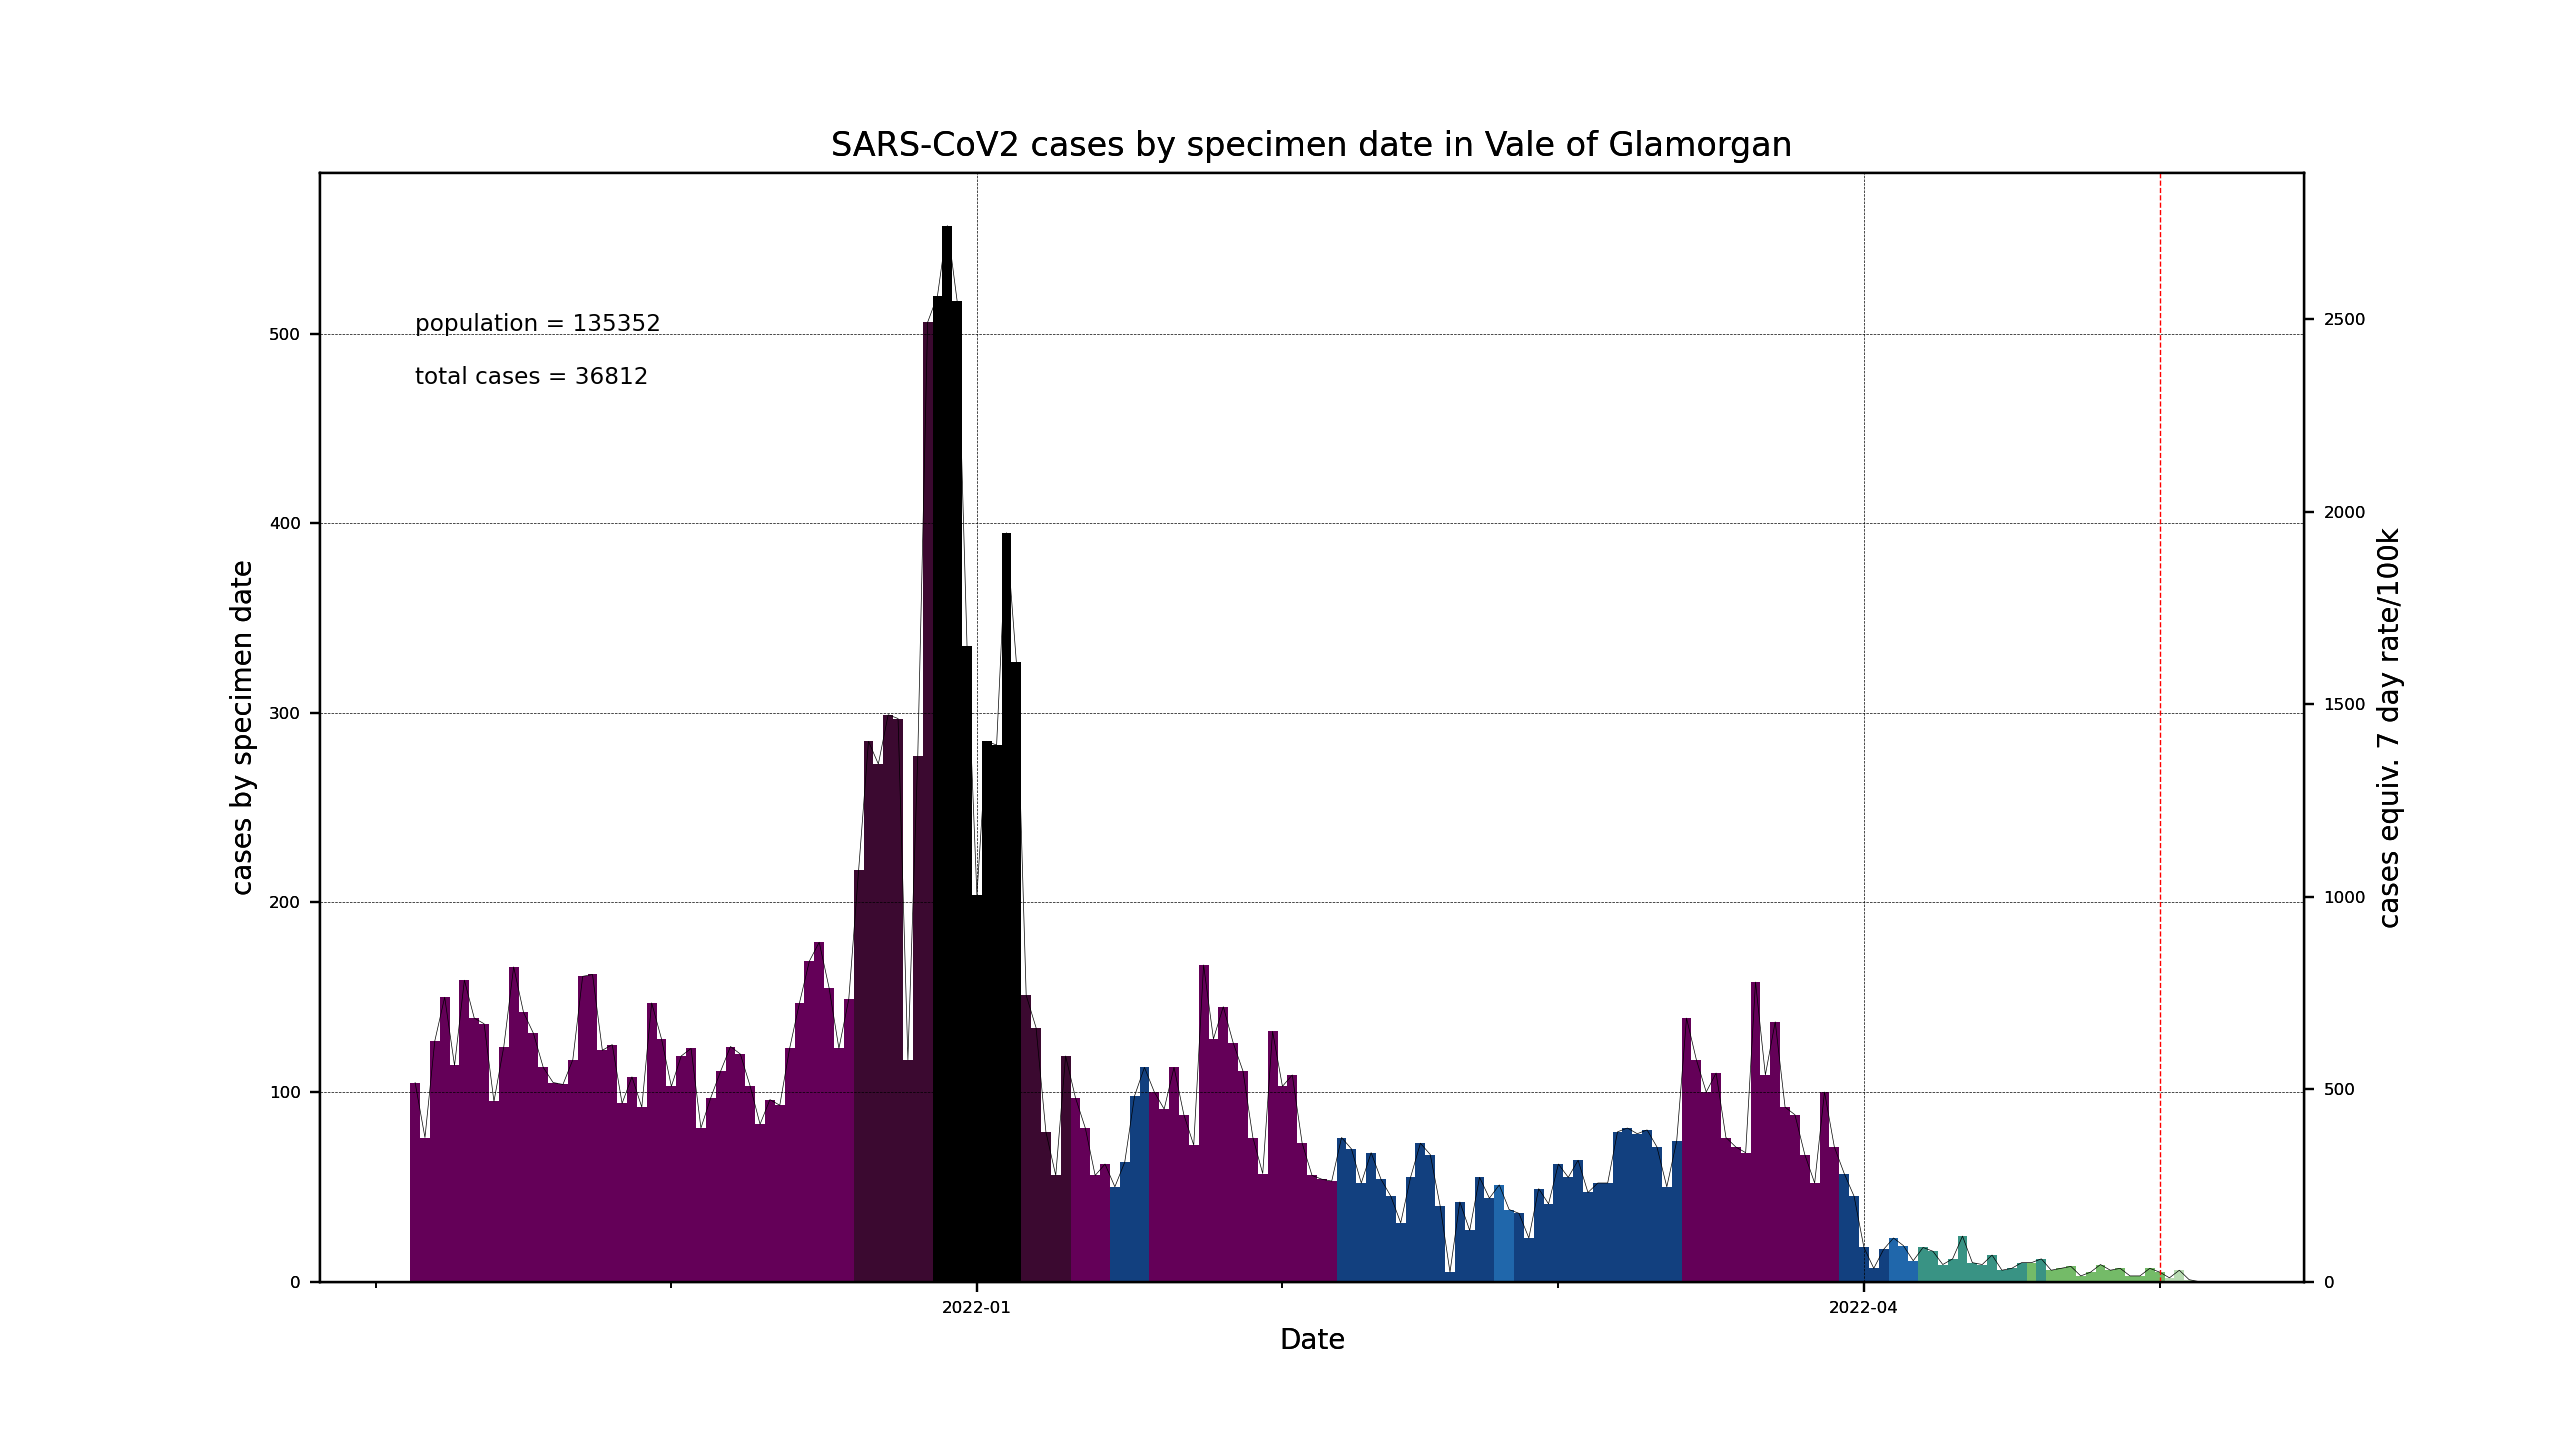 SARS-CoV2 cases by specimen date in Vale of Glamorgan
population = 135352
total cases = 36812
cases by specimen date
500
400
300
200
100
0
2500
2000
1500
1000
500
0
cases equiv. 7 day rate/100k
2022-01
2022-04
Date